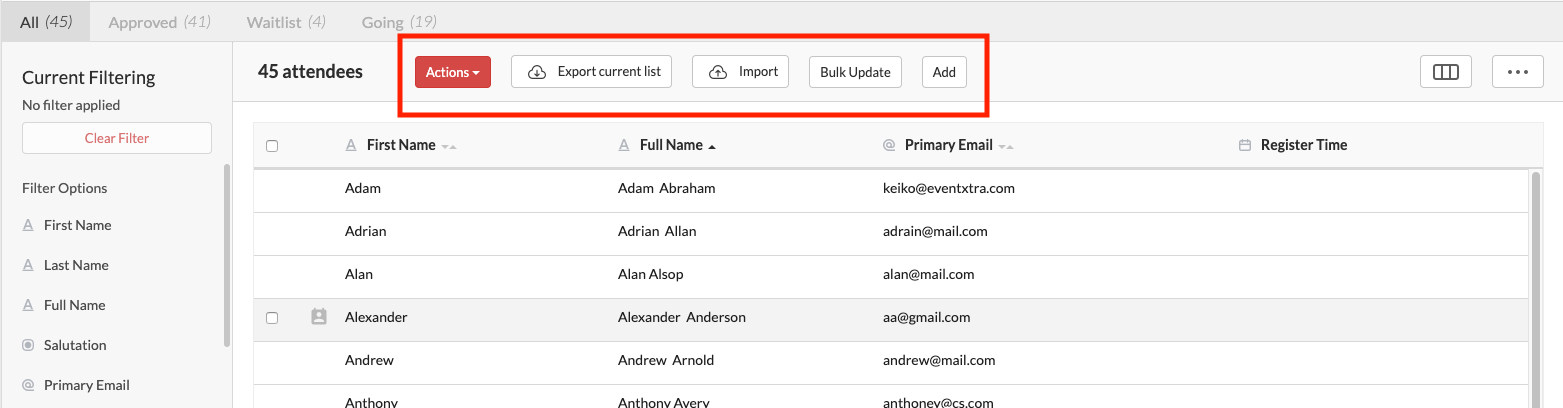 All (45) Approved (41) Waitlist (4) Going (19)
Current Filtering
No filter applied
Clear Filter
Filter Options
First Name
Last Name
Full Name
Salutation
Primary Email
45 attendees Actions Export current list Import Bulk Update Add
First Name Full Name Primary Email Register Time
Adam Adam Abraham keiko@eventxtra.com
Adrian Adrian Allan adrain@mail.com
Alan Alan Alsop alan@mail.com
Alexander Alexander Anderson aa@gmail.com
Andrew Andrew Arnold andrew@mail.com
Anthony Anthony Avery anthoney@cs.com